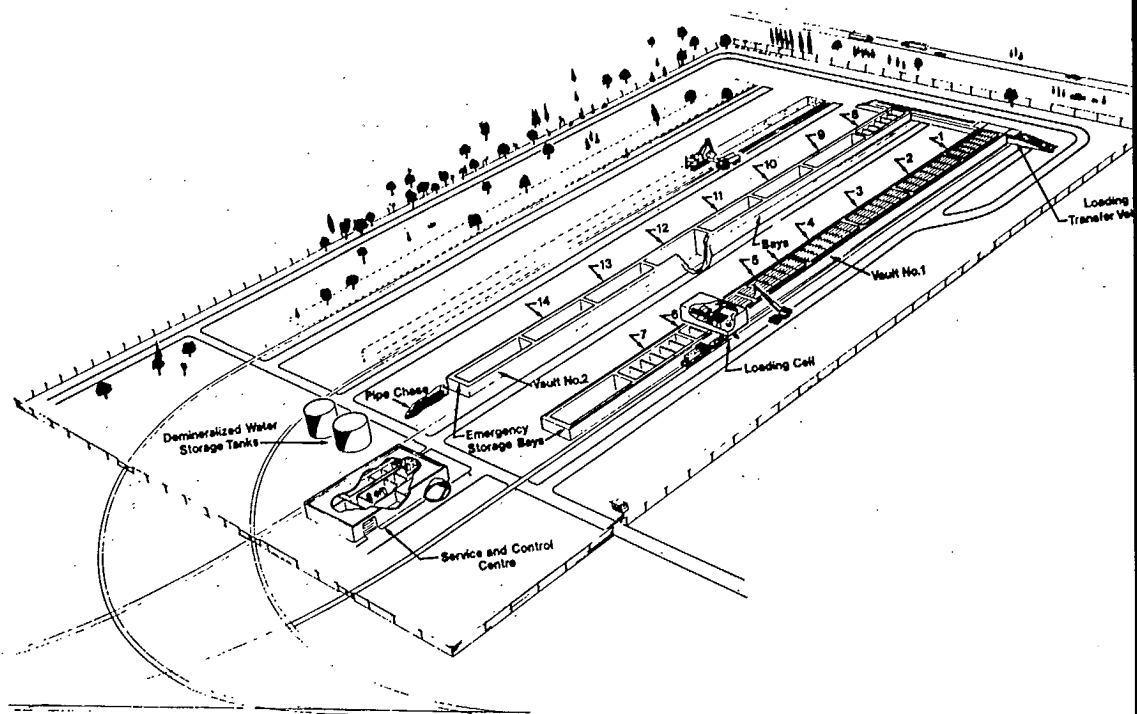 8
9
10
11
12
13
14
1
2
3
4
5
6
7
Loading
Transfer
Bays
Vault No.1
Loading Cell
Pipe Chase
Vault No.2
Emergency
Storage Bays
Demineralized Water
Storage Tanks
Service and Control
Centre